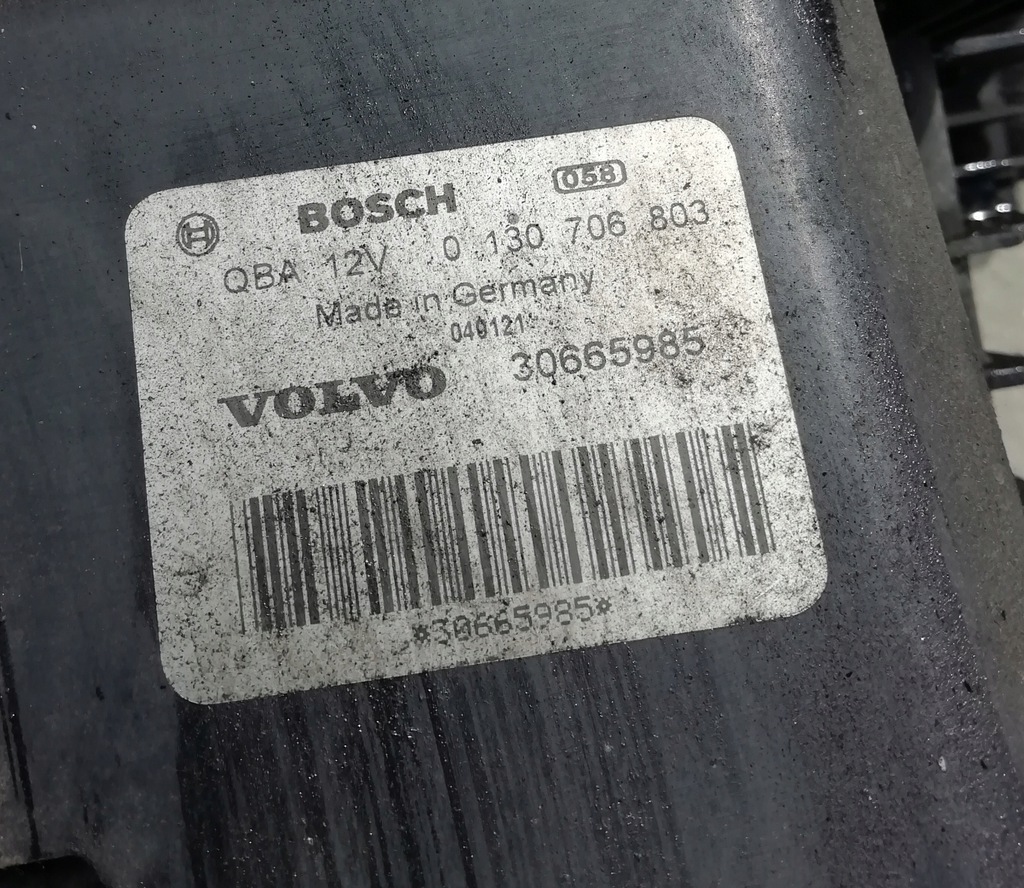 BOSCH 058
QBA 12V 0 130 706 803
Made in Germany
040121
VOLVO 30665985
*30665985*